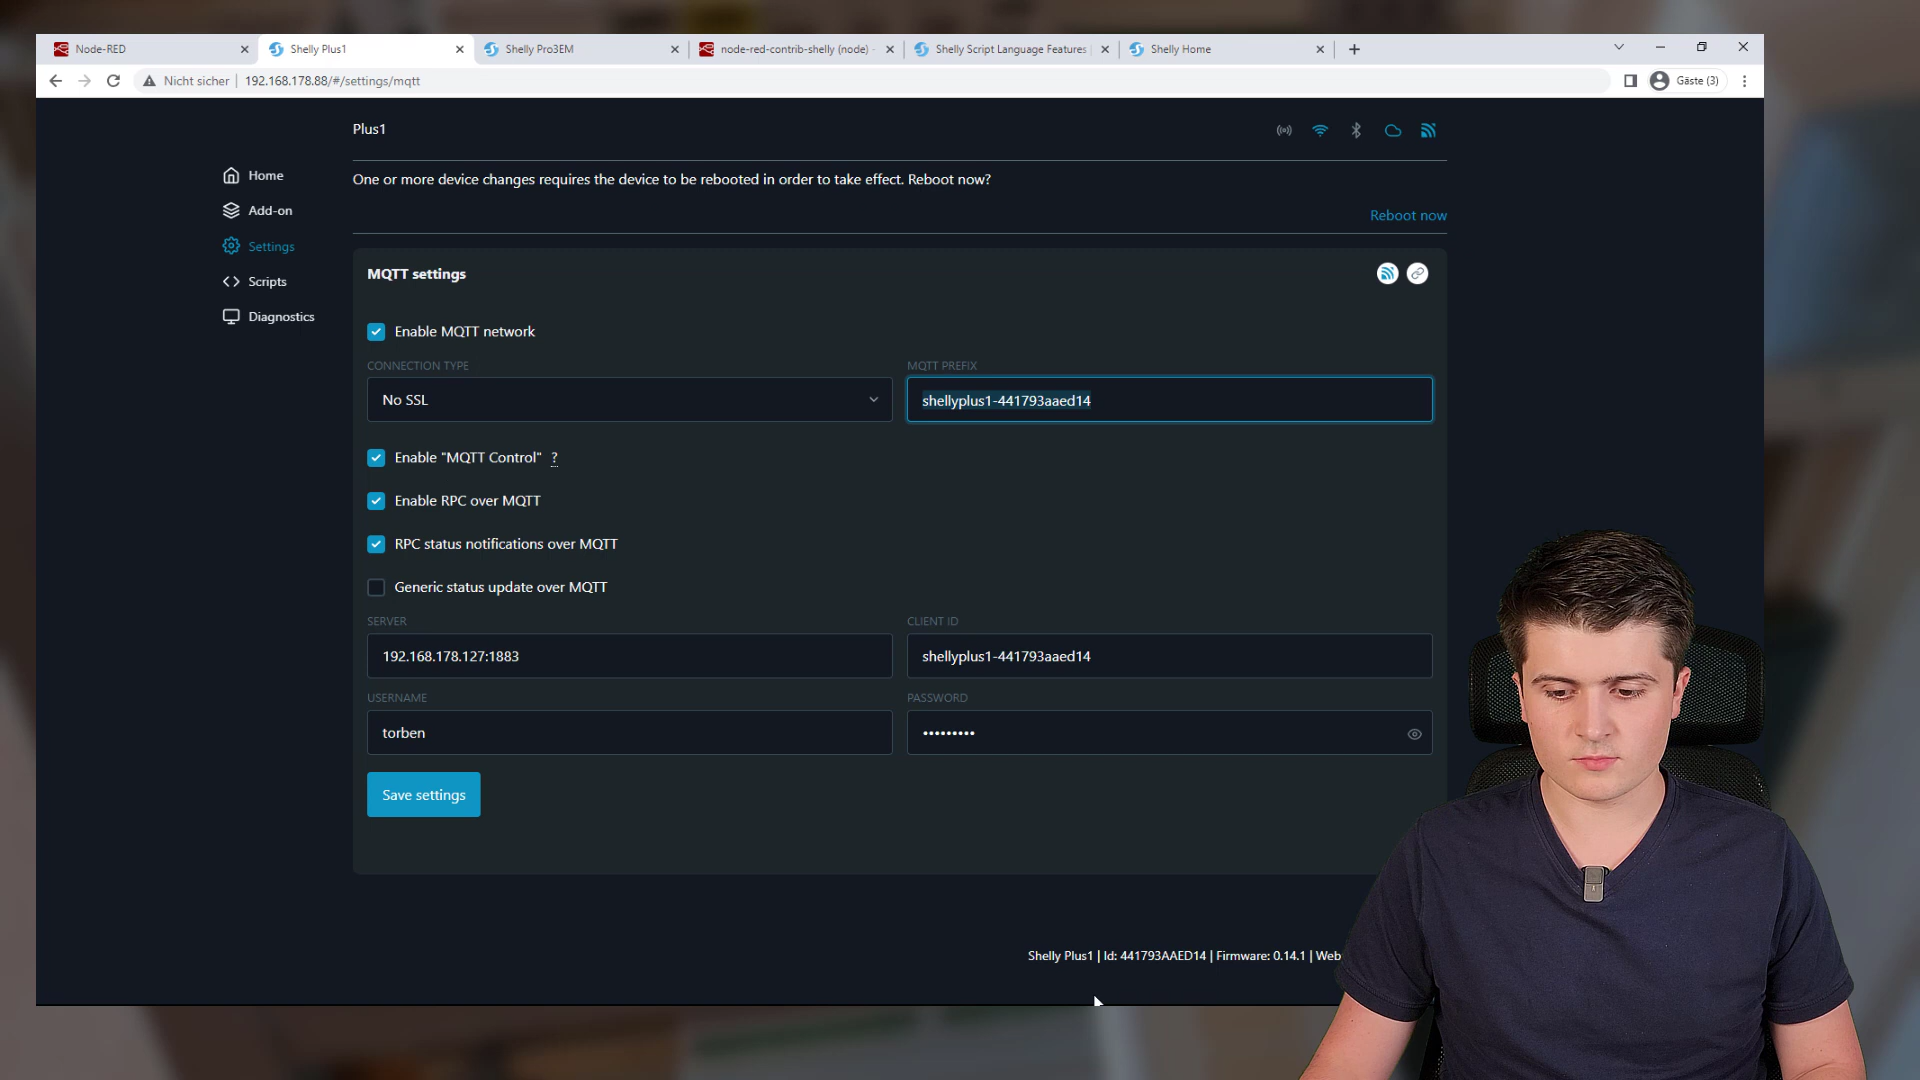 Node-RED
Shelly Plus1
Shelly Pro3EM
node-red-contrib-shelly (node) -
Shelly Script Language Features
Shelly Home
Nicht sicher
192.168.178.88/#/settings/mqtt
Gäste (3)
Plus1
Home
Add-on
Settings
Scripts
Diagnostics
One or more device changes requires the device to be rebooted in order to take effect. Reboot now?
Reboot now
MQTT settings
Enable MQTT network
CONNECTION TYPE
MQTT PREFIX
No SSL
shellyplus1-441793aaed14
Enable "MQTT Control" ?
Enable RPC over MQTT
RPC status notifications over MQTT
Generic status update over MQTT
SERVER
CLIENT ID
192.168.178.127:1883
shellyplus1-441793aaed14
USERNAME
PASSWORD
torben
•••••••••
Save settings
Shelly Plus1 | Id: 441793AAED14 | Firmware: 0.14.1 | Web